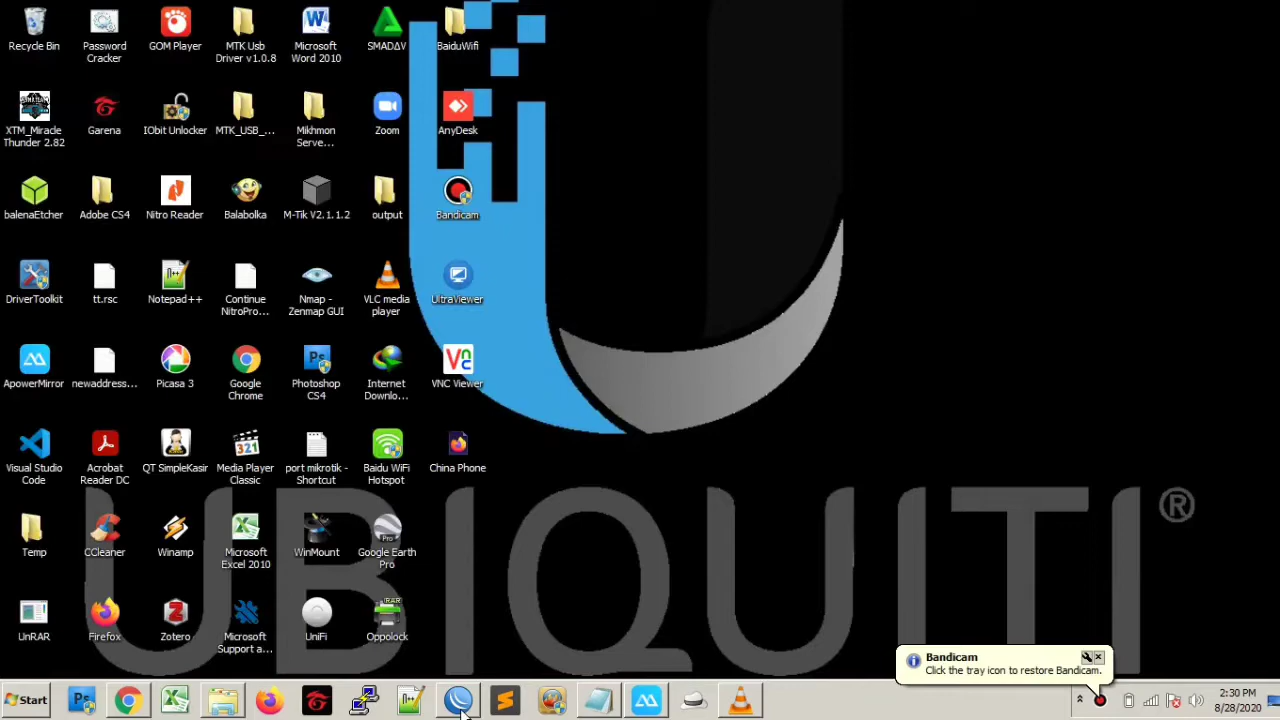 Recycle Bin
Password
Cracker
GOM Player
MTK Usb
Driver v1.0.8
Microsoft
Word 2010
SMADΔV
BaiduWifi
XTM_Miracle
Thunder 2.82
Garena
IObit Unlocker
MTK_USB_...
Mikhmon
Serve...
Zoom
AnyDesk
balenaEtcher
Adobe CS4
Nitro Reader
Balabolka
M-Tik V2.1.1.2
output
Bandicam
DriverToolkit
tt.rsc
Notepad++
Continue
NitroPro...
Nmap -
Zenmap GUI
VLC media
player
UltraViewer
ApowerMirror
newaddress...
Picasa 3
Google
Chrome
Photoshop
CS4
Internet
Downlo...
VNC Viewer
Visual Studio
Code
Acrobat
Reader DC
QT SimpleKasir
Media Player
Classic
port mikrotik -
Shortcut
Baidu WiFi
Hotspot
China Phone
Temp
CCleaner
Winamp
Microsoft
Excel 2010
WinMount
Google Earth
Pro
UnRAR
Firefox
Zotero
Microsoft
Support a...
UniFi
Oppolock
UBIQUITI®
Bandicam
Click the tray icon to restore Bandicam.
Start
2:30 PM
8/28/2020